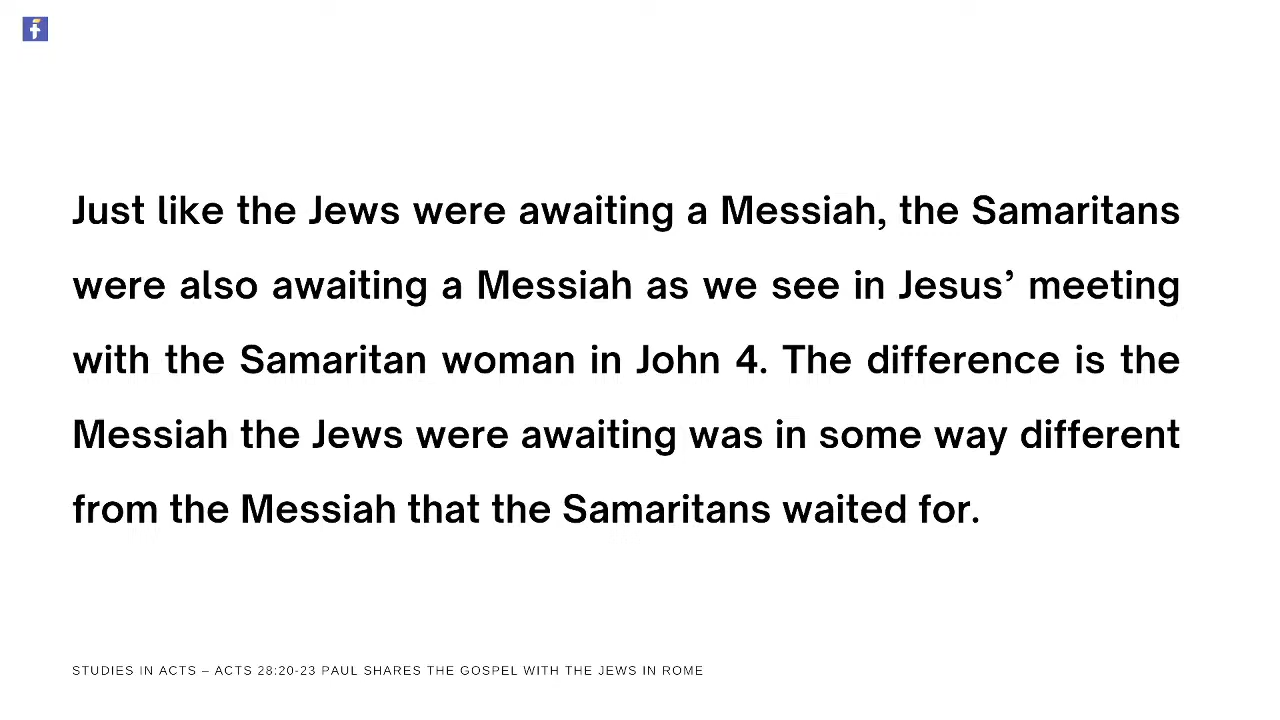 Just like the Jews were awaiting a Messiah, the Samaritans
were also awaiting a Messiah as we see in Jesus’ meeting
with the Samaritan woman in John 4. The difference is the
Messiah the Jews were awaiting was in some way different
from the Messiah that the Samaritans waited for.
STUDIES IN ACTS – ACTS 28:20-23 PAUL SHARES THE GOSPEL WITH THE JEWS IN ROME